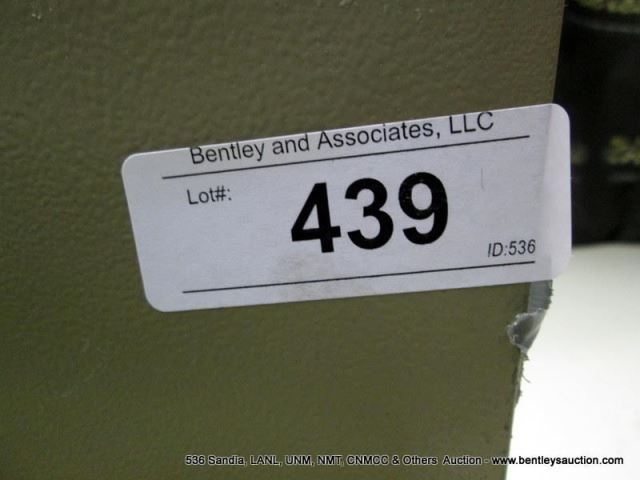 Bentley and Associates, LLC
Lot#:
439
ID:536
536 Sandia, LANL, UNM, NMT, CNMCC & Others Auction - www.bentleysauction.com